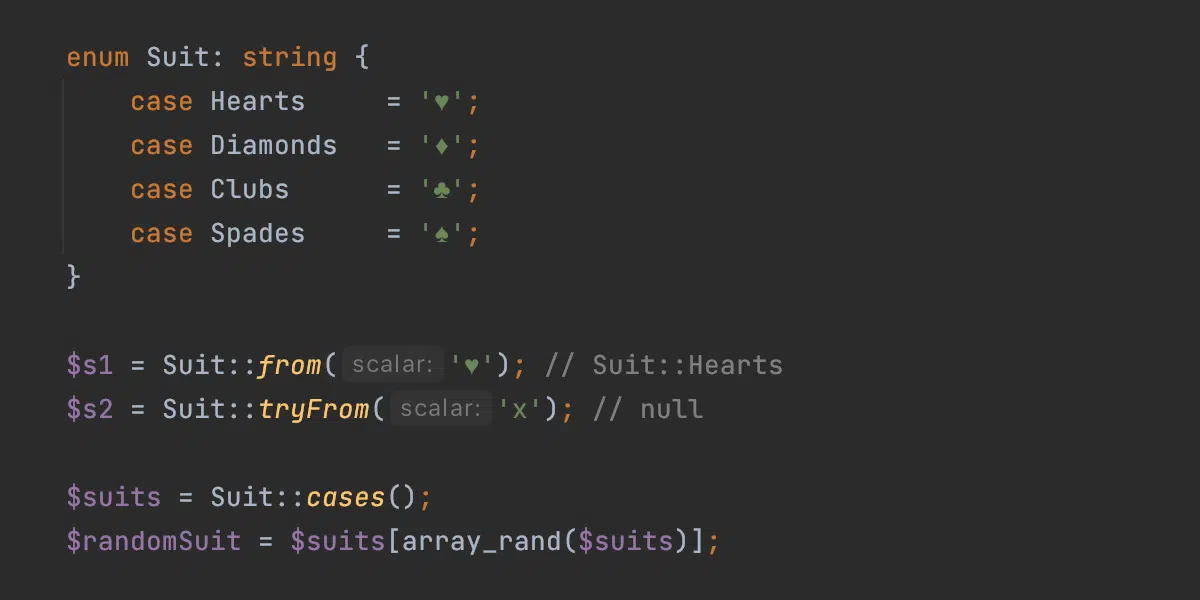 enum Suit: string {
    case Hearts     = '♥';
    case Diamonds   = '♦';
    case Clubs      = '♣';
    case Spades     = '♠';
}
$s1 = Suit::from( scalar: '♥'); // Suit::Hearts
$s2 = Suit::tryFrom( scalar: 'x'); // null
$suits = Suit::cases();
$randomSuit = $suits[array_rand($suits)];